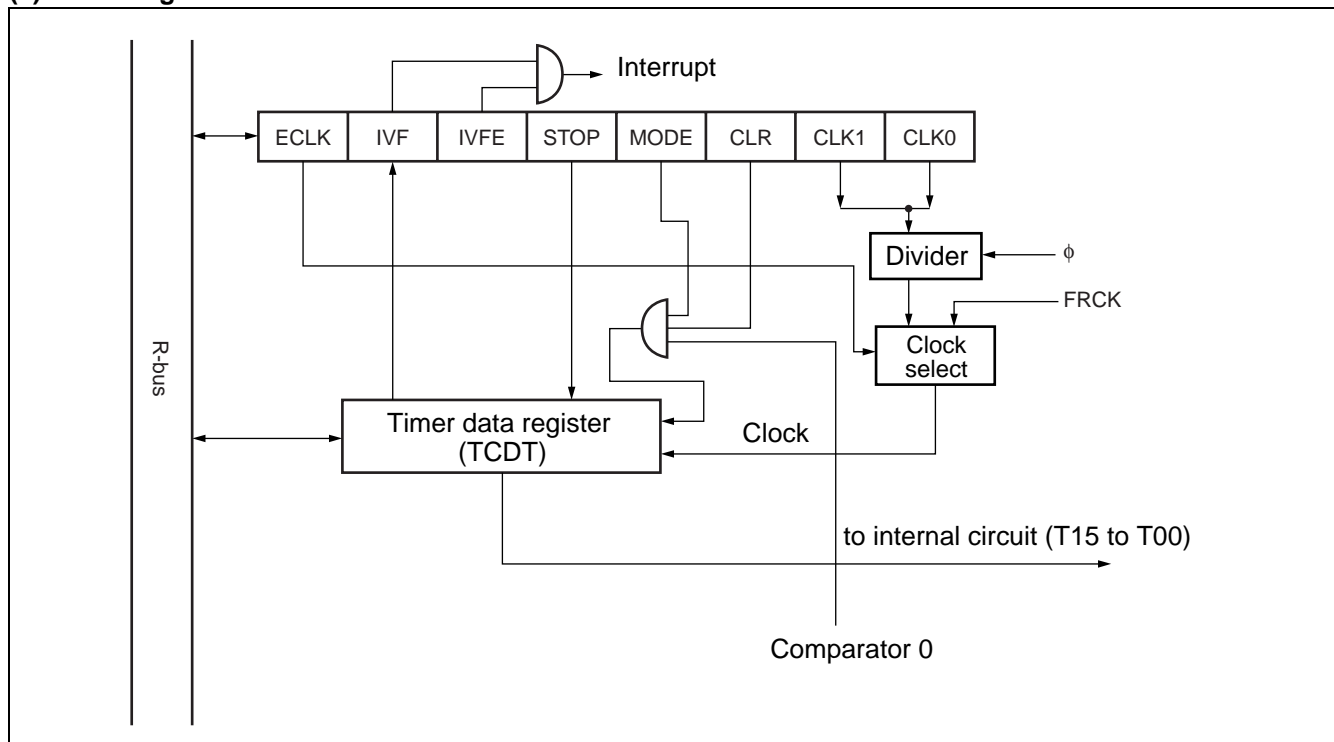 Interrupt
ECLK IVF IVFE STOP MODE CLR CLK1 CLK0
Divider
ϕ
FRCK
Clock
select
R-bus
Timer data register
(TCDT)
Clock
to internal circuit (T15 to T00)
Comparator 0